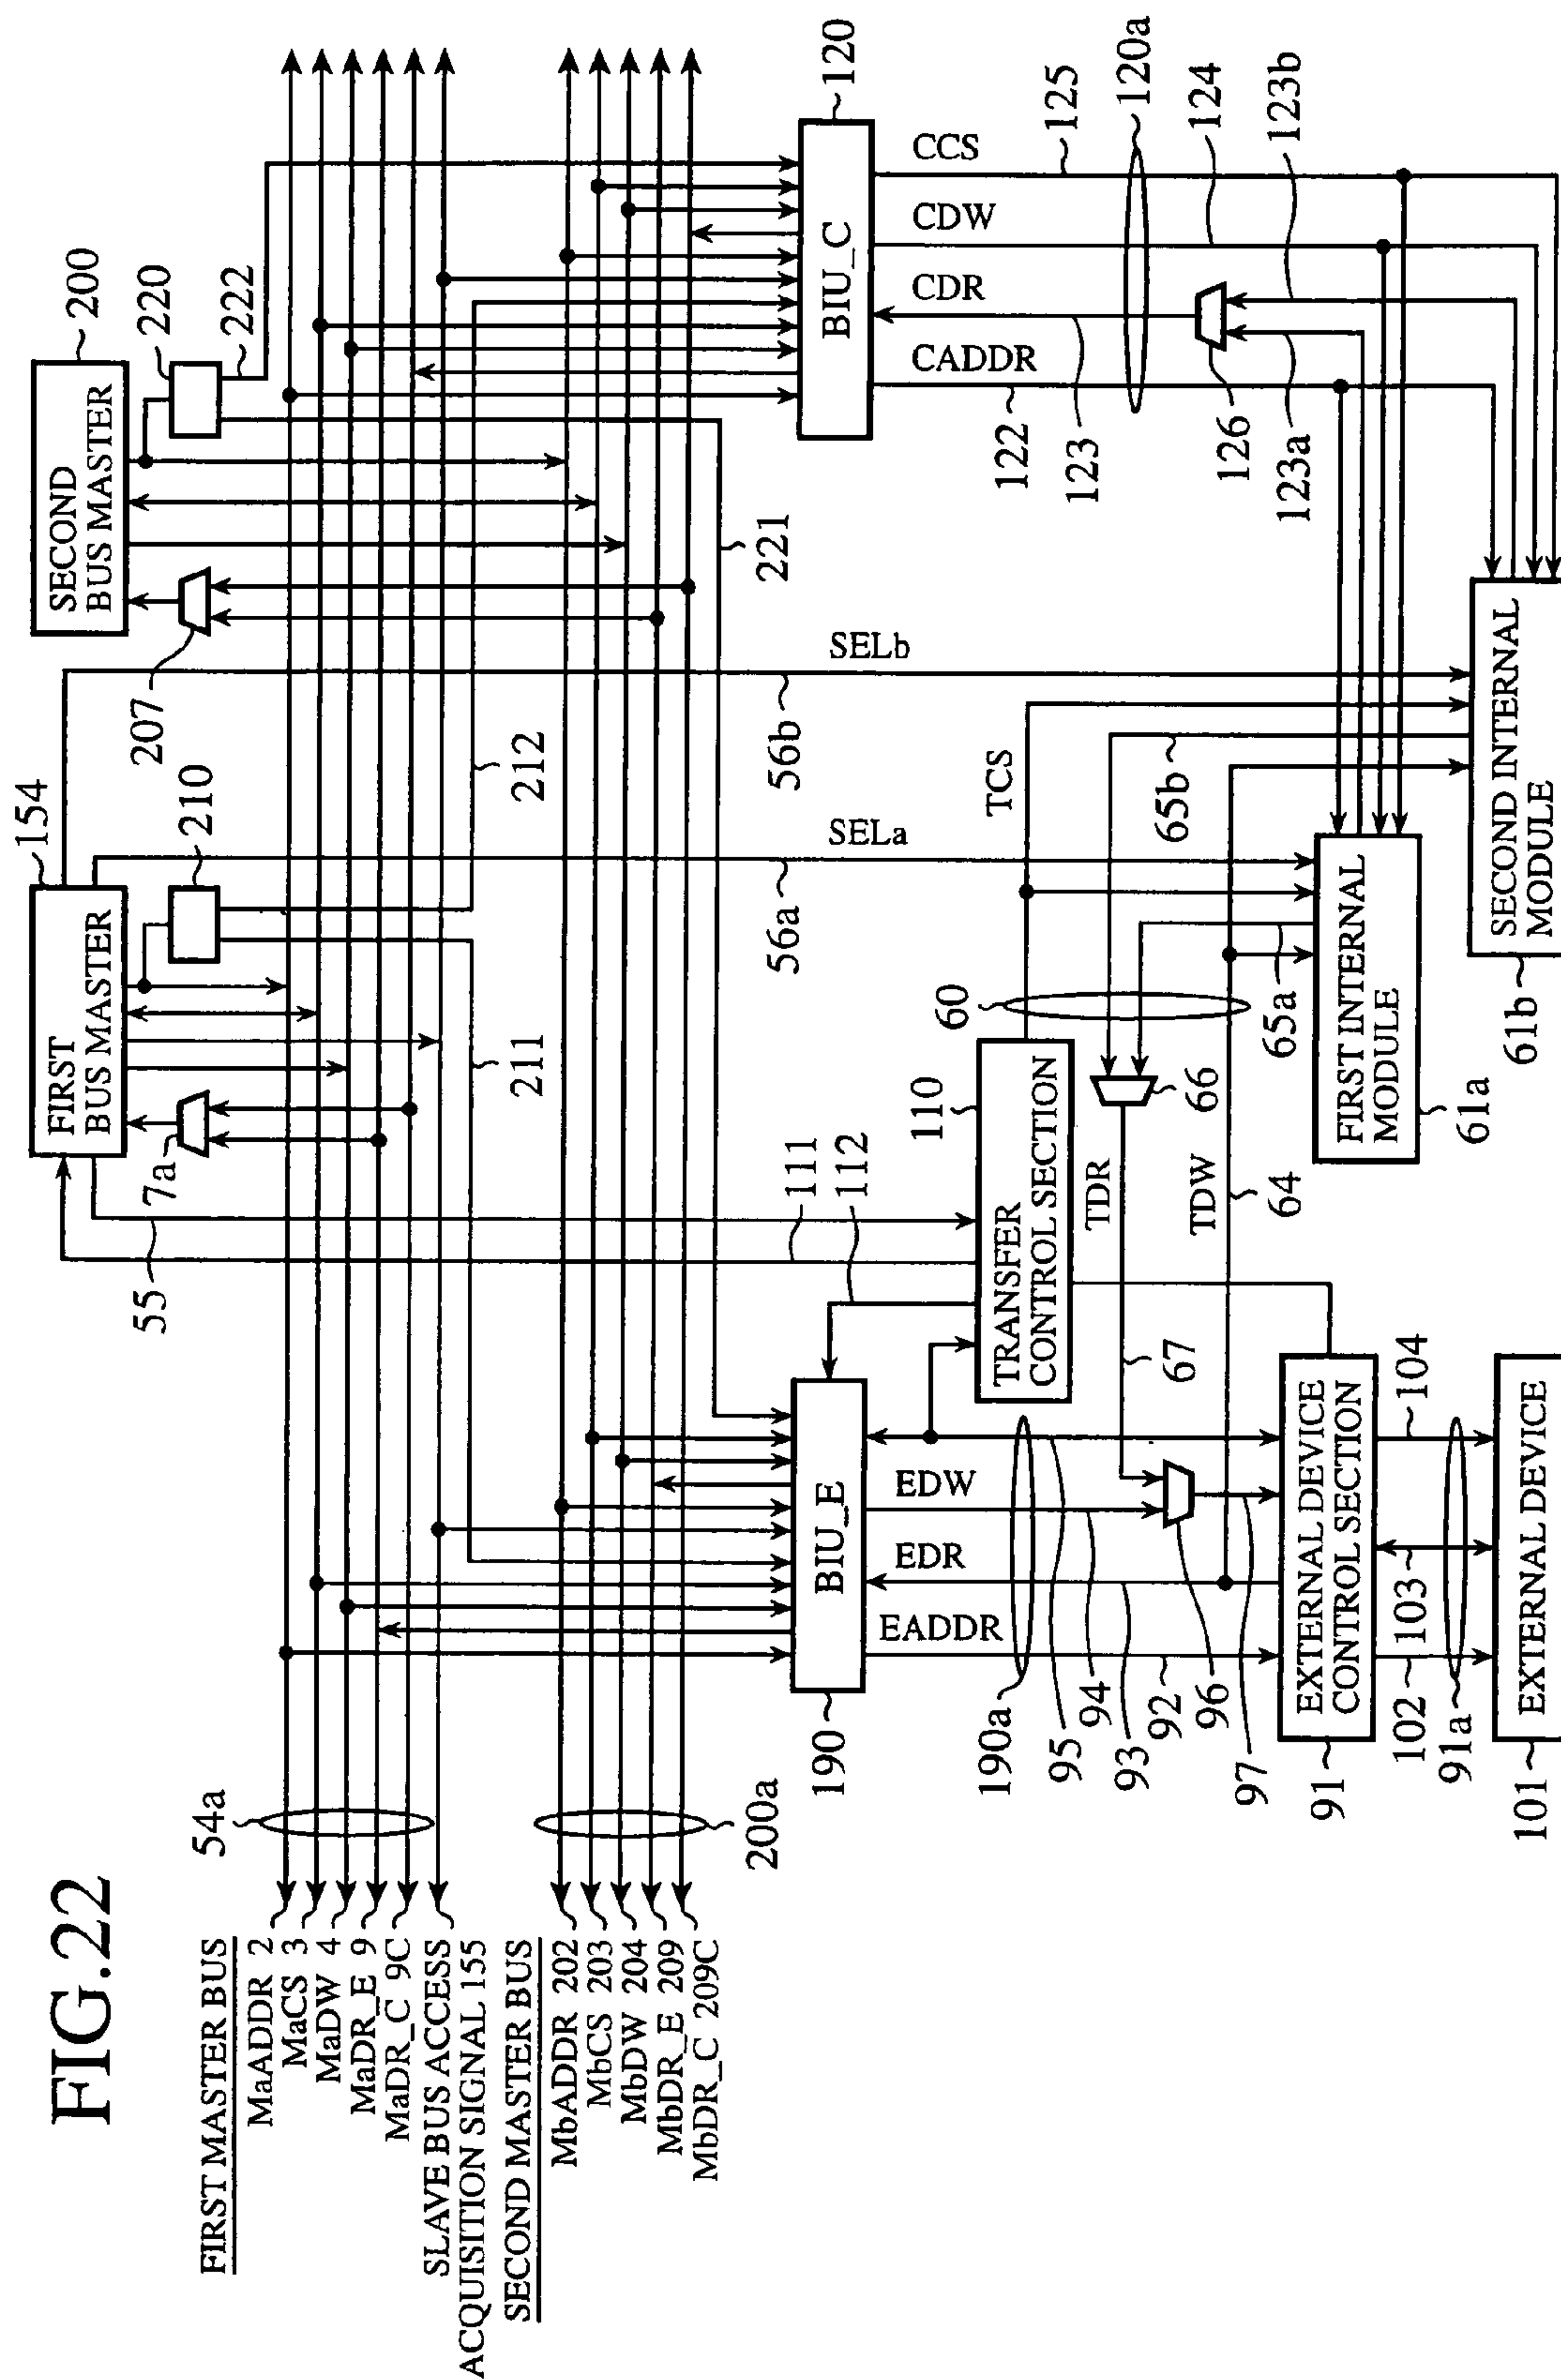 FIG.22
FIRST MASTER BUS
MaADDR 2
MaCS 3
MaDW 4
MaDR_E 9
MaDR_C 9C
SLAVE BUS ACCESS
ACQUISITION SIGNAL 155
SECOND MASTER BUS
MbADDR 202
MbCS 203
MbDW 204
MbDR_E 209
MbDR_C 209C
54a
200a
55
FIRST
BUS MASTER
154
7a
210
211
212
SECOND
BUS MASTER
200
207
220
222
221
SELa
56a
SELb
56b
111
112
190
BIU_E
BIU_C
120
EADDR
EDR
EDW
190a
95
94
92
93
96
97
TRANSFER
CONTROL SECTION
110
60
TCS
TDR
TDW
64
66
67
65a
65b
CADDR
CDR
CDW
CCS
122
123
126
123a
125
120a
124
123b
EXTERNAL DEVICE
CONTROL SECTION
91
102
103
104
91a
EXTERNAL DEVICE
101
FIRST INTERNAL
MODULE
61a
SECOND INTERNAL
MODULE
61b